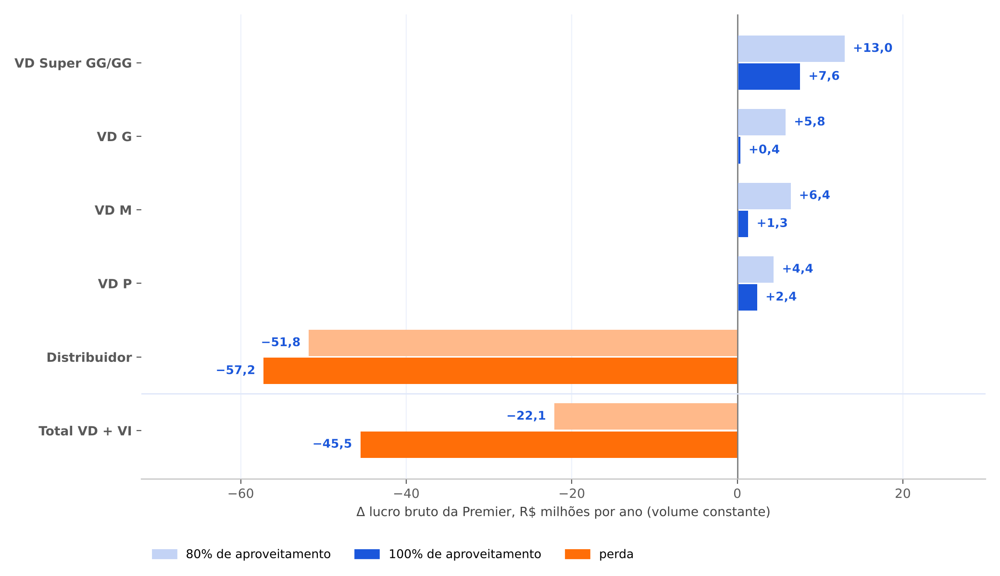 VD Super GG/GG
+13,0
+7,6
VD G
+5,8
+0,4
VD M
+6,4
+1,3
VD P
+4,4
+2,4
Distribuidor
−51,8
−57,2
Total VD + VI
−22,1
−45,5
−60 −40 −20 0 20
Δ lucro bruto da Premier, R$ milhões por ano (volume constante)
80% de aproveitamento 100% de aproveitamento perda